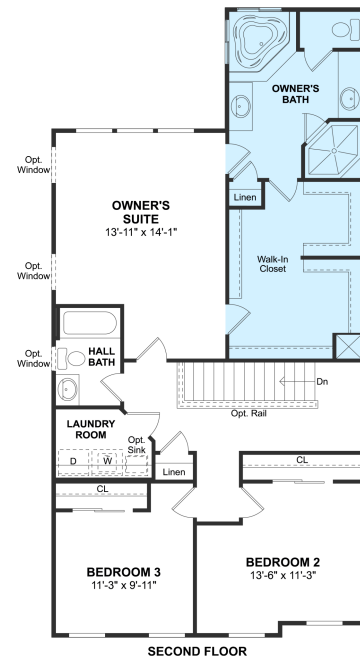 OWNER'S
BATH
Opt.
Window
OWNER'S
SUITE
13'-11" x 14'-1"
Linen
Walk-In
Closet
Opt.
Window
Opt.
Window
HALL
BATH
Dn
Opt. Rail
LAUNDRY
ROOM
Opt.
Sink
D
W
Linen
CL
CL
BEDROOM 3
11'-3" x 9'-11"
BEDROOM 2
13'-6" x 11'-3"
SECOND FLOOR